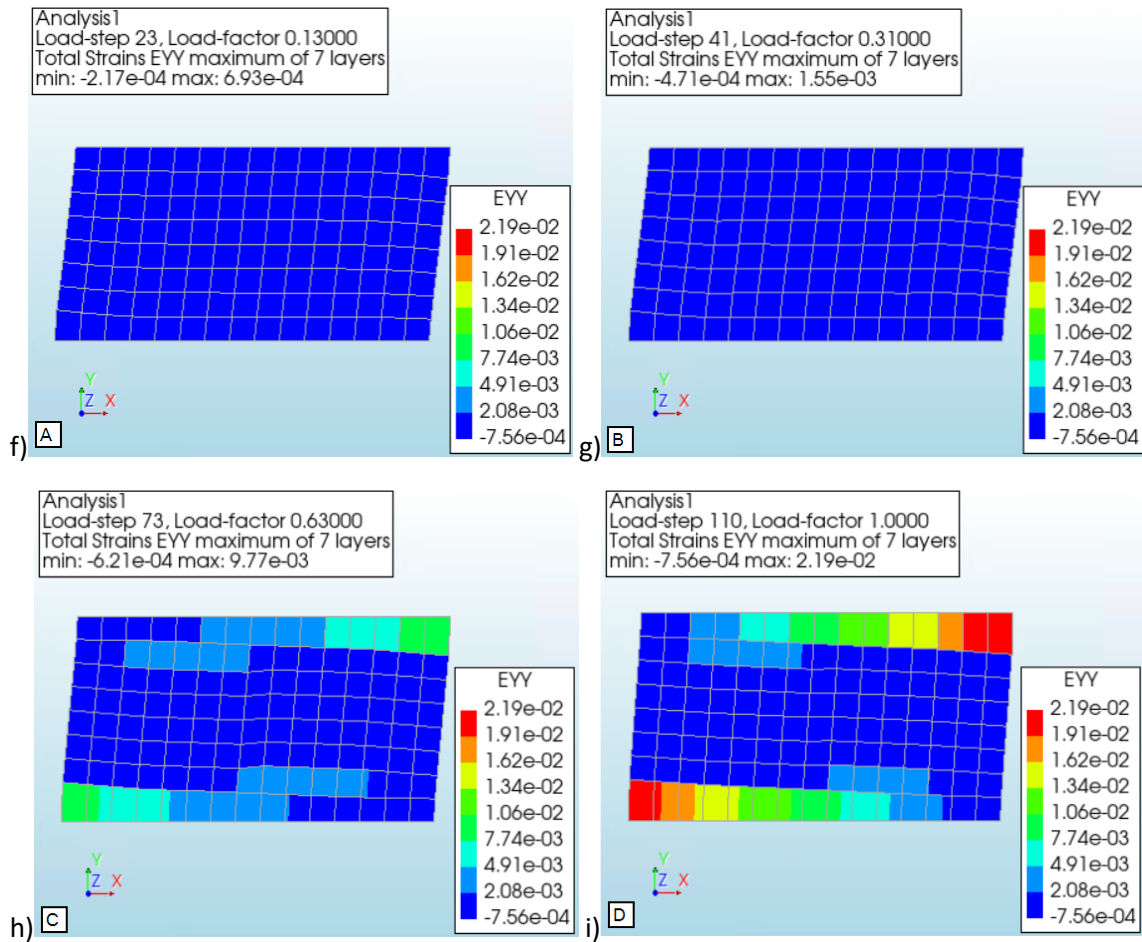 Analysis1
Load-step 23, Load-factor 0.13000
Total Strains EYY maximum of 7 layers
min: -2.17e-04 max: 6.93e-04
EYY
2.19e-02
1.91e-02
1.62e-02
1.34e-02
1.06e-02
7.74e-03
4.91e-03
2.08e-03
-7.56e-04
Y
Z X
f) A
Analysis1
Load-step 41, Load-factor 0.31000
Total Strains EYY maximum of 7 layers
min: -4.71e-04 max: 1.55e-03
EYY
2.19e-02
1.91e-02
1.62e-02
1.34e-02
1.06e-02
7.74e-03
4.91e-03
2.08e-03
-7.56e-04
Y
Z X
g) B
Analysis1
Load-step 73, Load-factor 0.63000
Total Strains EYY maximum of 7 layers
min: -6.21e-04 max: 9.77e-03
EYY
2.19e-02
1.91e-02
1.62e-02
1.34e-02
1.06e-02
7.74e-03
4.91e-03
2.08e-03
-7.56e-04
Y
Z X
h) C
Analysis1
Load-step 110, Load-factor 1.0000
Total Strains EYY maximum of 7 layers
min: -7.56e-04 max: 2.19e-02
EYY
2.19e-02
1.91e-02
1.62e-02
1.34e-02
1.06e-02
7.74e-03
4.91e-03
2.08e-03
-7.56e-04
Y
Z X
i) D